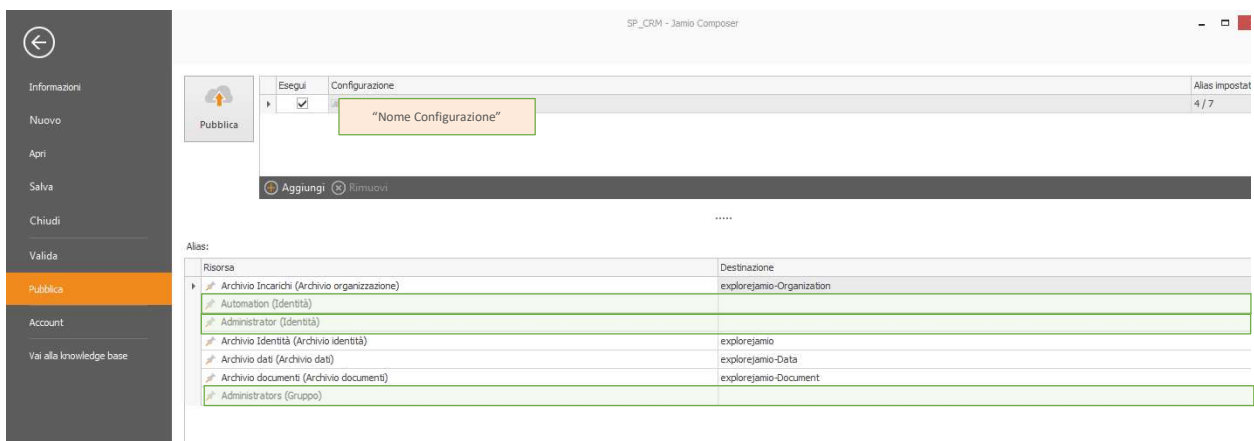 SP_CRM - Jamio Composer
Informazioni
Nuovo
Apri
Salva
Chiudi
Valida
Pubblica
Account
Vai alla knowledge base
Pubblica
Esegui Configurazione Alias impostat
"Nome Configurazione" 4 / 7
Aggiungi Rimuovi
.....
Alias:
Risorsa Destinazione
Archivio Incarichi (Archivio organizzazione) explorejamio-Organization
Automation (Identità)
Administrator (Identità)
Archivio Identità (Archivio identità) explorejamio
Archivio dati (Archivio dati) explorejamio-Data
Archivio documenti (Archivio documenti) explorejamio-Document
Administrators (Gruppo)